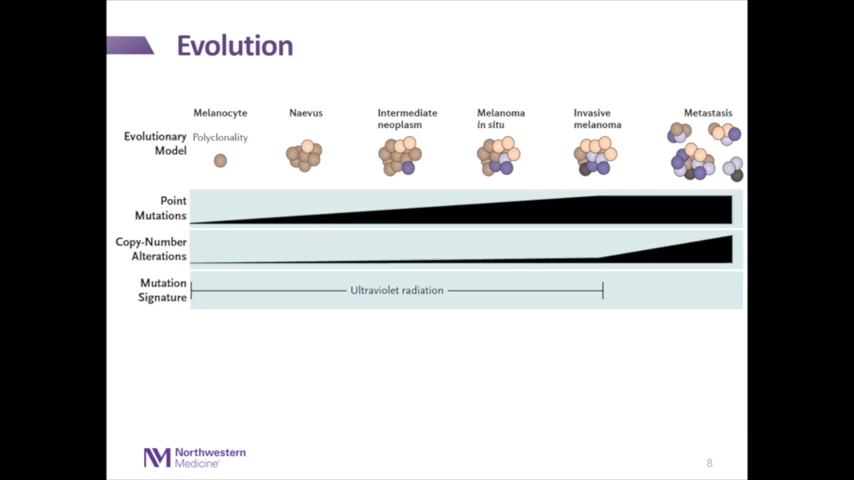 Evolution
Melanocyte
Naevus
Intermediate
neoplasm
Melanoma
in situ
Invasive
melanoma
Metastasis
Evolutionary
Model
Polyclonality
Point
Mutations
Copy-Number
Alterations
Mutation
Signature
Ultraviolet radiation
NM
Northwestern
Medicine®
8